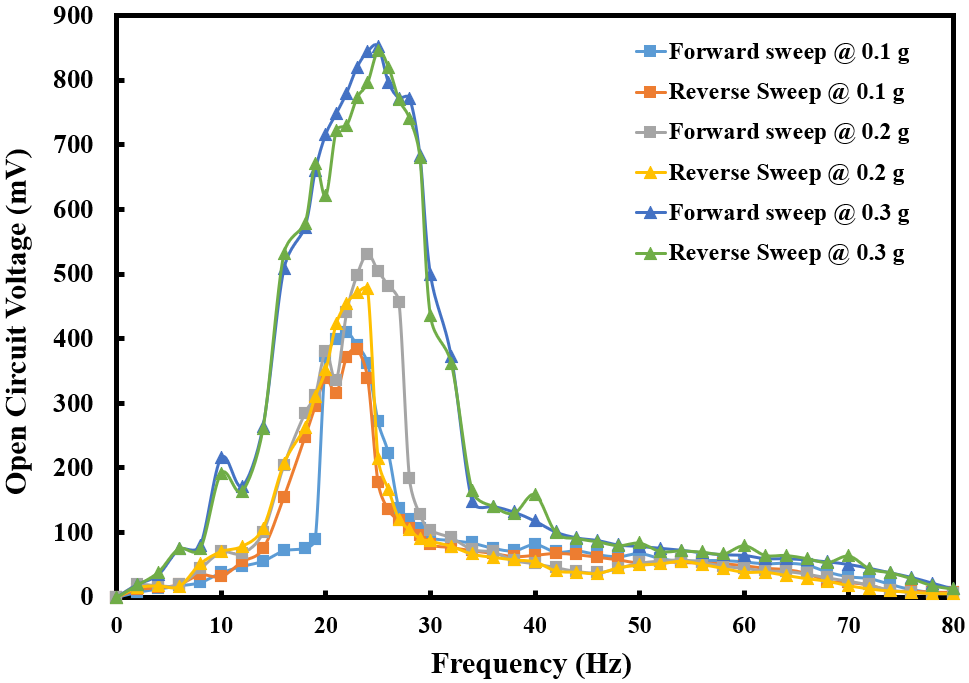 900
800
700
600
500
400
300
200
100
0
Open Circuit Voltage (mV)
Forward sweep @ 0.1 g
Reverse Sweep @ 0.1 g
Forward sweep @ 0.2 g
Reverse Sweep @ 0.2 g
Forward sweep @ 0.3 g
Reverse Sweep @ 0.3 g
0 10 20 30 40 50 60 70 80
Frequency (Hz)